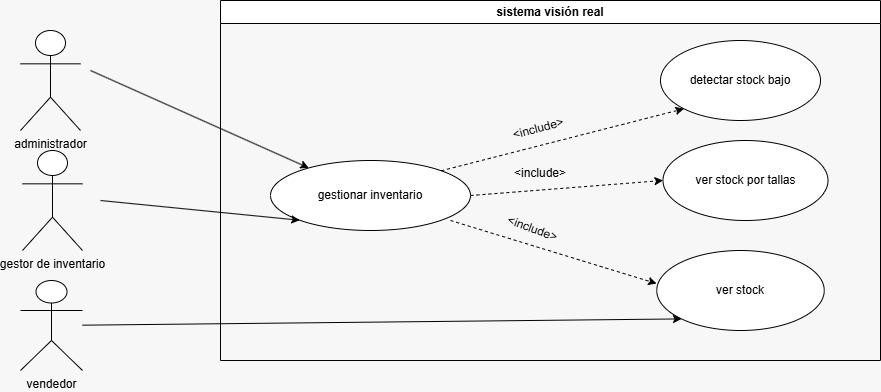 sistema visión real
administrador
gestor de inventario
vendedor
gestionar inventario
<include>
<include>
<include>
detectar stock bajo
ver stock por tallas
ver stock